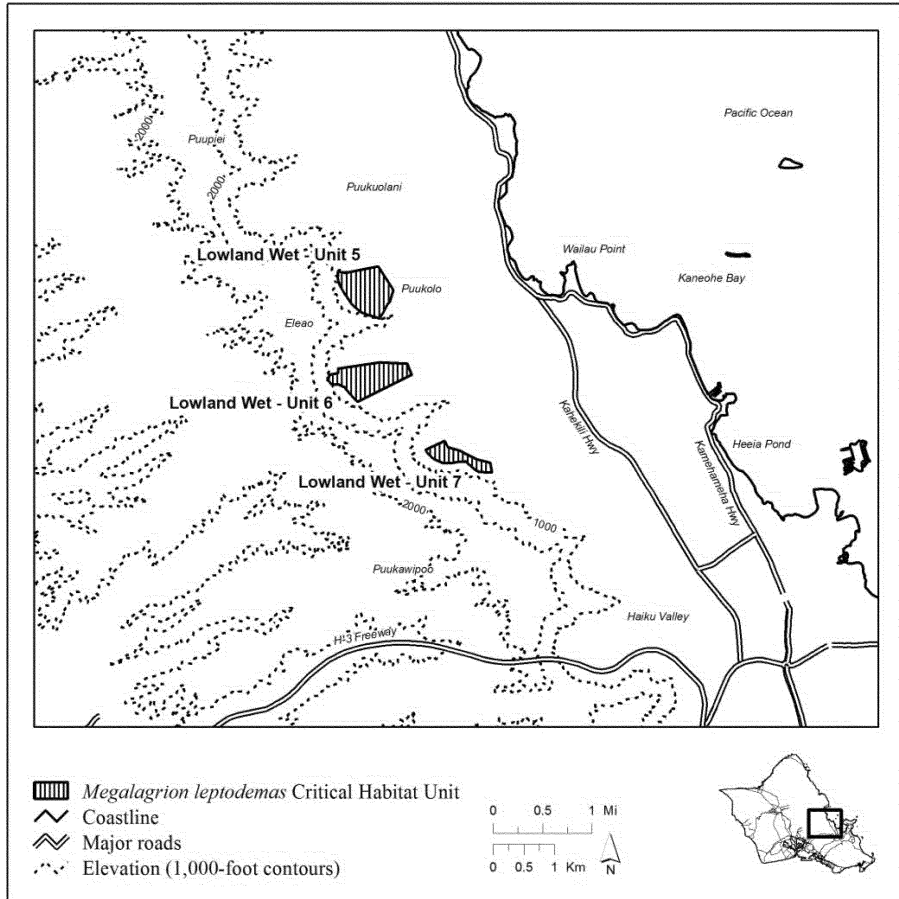 Pacific Ocean
2000
Puupiei
2000
Puukuolani
Wailau Point
Lowland Wet - Unit 5
Kaneohe Bay
Puukolo
Eleao
Lowland Wet - Unit 6
Kahekili Hwy
Kamehameha Hwy
Heeia Pond
Lowland Wet - Unit 7
2000
1000
Puukawipoo
Haiku Valley
H-3 Freeway
Megalagrion leptodemas Critical Habitat Unit
Coastline
Major roads
Elevation (1,000-foot contours)
0 0.5 1 Mi
0 0.5 1 Km
N